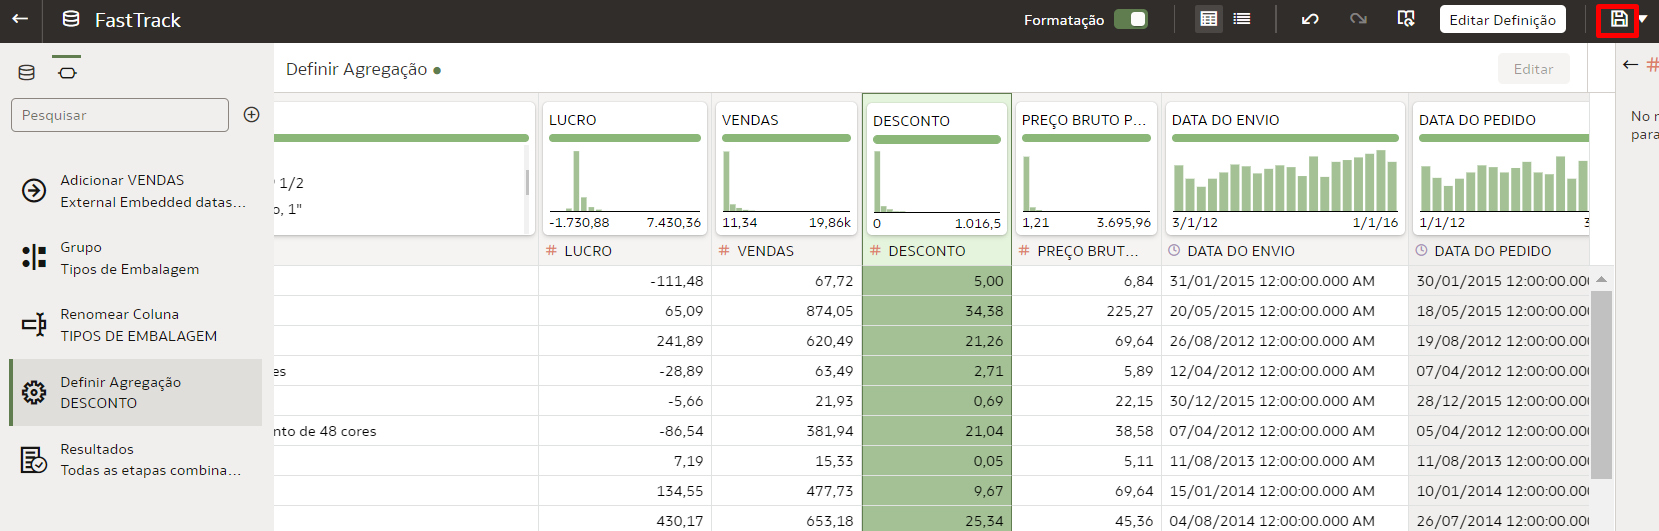 FastTrack
Formatação
Editar Definição
Definir Agregação
Editar
Pesquisar
Adicionar VENDAS
External Embedded datas...
Grupo
Tipos de Embalagem
Renomear Coluna
TIPOS DE EMBALAGEM
Definir Agregação
DESCONTO
Resultados
Todas as etapas combina...
LUCRO VENDAS DESCONTO PREÇO BRUTO P... DATA DO ENVIO DATA DO PEDIDO
1/2
o, 1"
-1.730,88 7.430,36 11,34 19,86k 0 1.016,5 1,21 3.695,96 3/1/12 1/1/16 1/1/12 3
# LUCRO # VENDAS # DESCONTO # PREÇO BRUT... DATA DO ENVIO DATA DO PEDIDO
-111,48 67,72 5,00 6,84 31/01/2015 12:00:00.000 AM 30/01/2015 12:00:00.00
65,09 874,05 34,38 225,27 20/05/2015 12:00:00.000 AM 18/05/2015 12:00:00.00
241,89 620,49 21,26 69,64 26/08/2012 12:00:00.000 AM 19/08/2012 12:00:00.00
es -28,89 63,49 2,71 5,89 12/04/2012 12:00:00.000 AM 07/04/2012 12:00:00.00
-5,66 21,93 0,69 22,15 30/12/2015 12:00:00.000 AM 28/12/2015 12:00:00.00
nto de 48 cores -86,54 381,94 21,04 38,58 07/04/2012 12:00:00.000 AM 05/04/2012 12:00:00.00
7,19 15,33 0,05 5,11 11/08/2013 12:00:00.000 AM 11/08/2013 12:00:00.00
134,55 477,73 9,67 69,64 15/01/2014 12:00:00.000 AM 10/01/2014 12:00:00.00
430,17 653,18 25,34 45,36 04/08/2014 12:00:00.000 AM 26/07/2014 12:00:00.00
#
No r
para